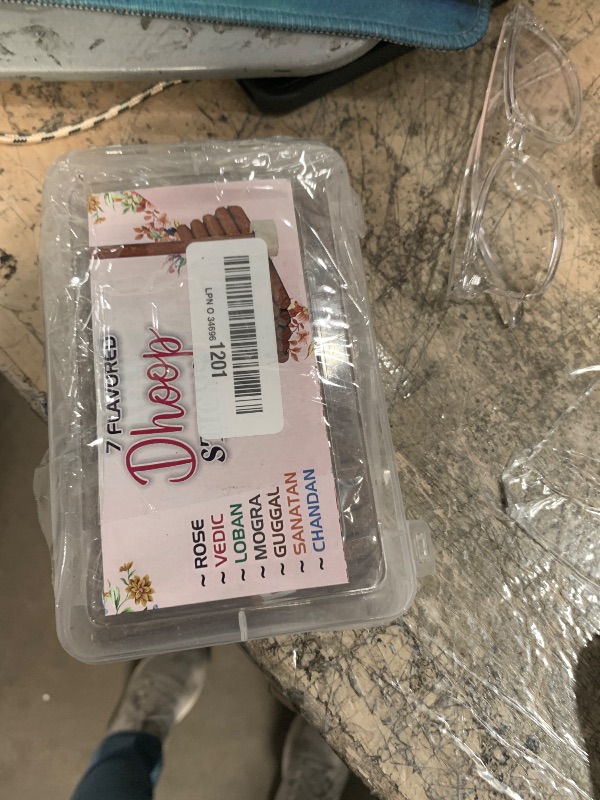 7 FLAVORED
Dhoop
LPN O 34696 1201
~ ROSE
~ VEDIC
~ LOBAN
~ MOGRA
~ GUGGAL
~ SANATAN
~ CHANDAN